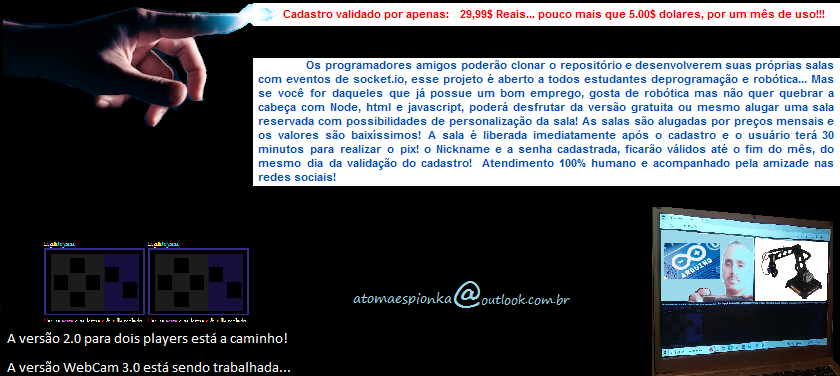 Cadastro validado por apenas: 29,99$ Reais... pouco mais que 5.00$ dolares, por um mês de uso!!!
Os programadores amigos poderão clonar o repositório e desenvolverem suas próprias salas
com eventos de socket.io, esse projeto é aberto a todos estudantes deprogramação e robótica... Mas
se você for daqueles que já possue um bom emprego, gosta de robótica mas não quer quebrar a
cabeça com Node, html e javascript, poderá desfrutar da versão gratuita ou mesmo alugar uma sala
reservada com possibilidades de personalização da sala! As salas são alugadas por preços mensais e
os valores são baixíssimos! A sala é liberada imediatamente após o cadastro e o usuário terá 30
minutos para realizar o pix! o Nickname e a senha cadastrada, ficarão válidos até o fim do mês, do
mesmo dia da validação do cadastro! Atendimento 100% humano e acompanhado pela amizade nas
redes sociais!
ARDUINO
atomaespionka@outlook.com.br
A versão 2.0 para dois players está a caminho!
A versão WebCam 3.0 está sendo trabalhada...